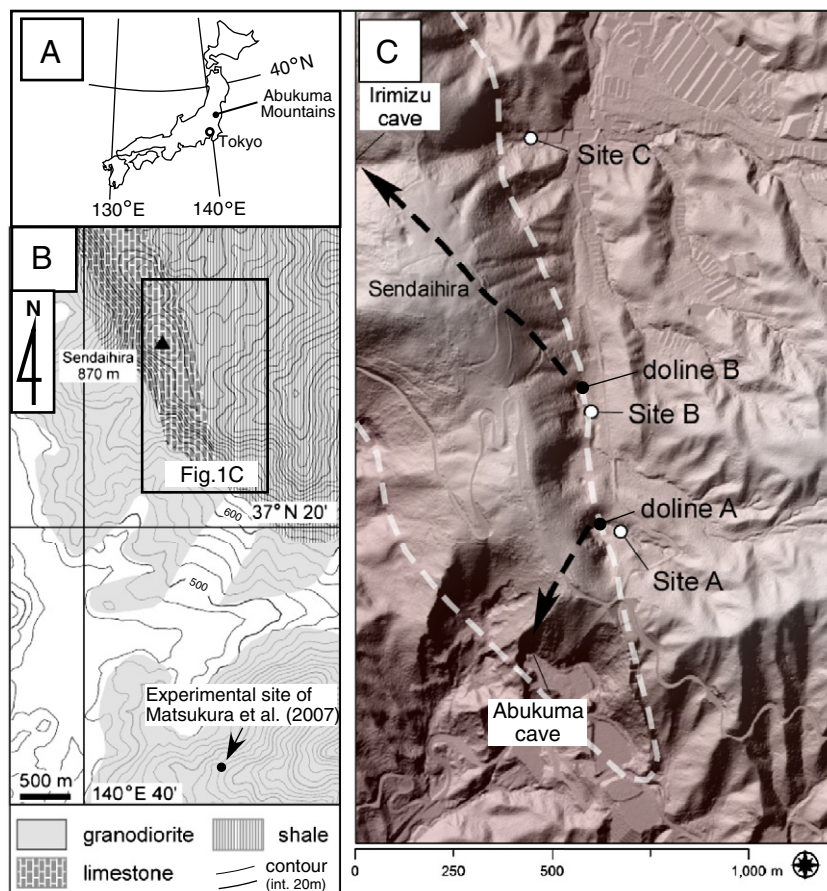 A
40°N
Abukuma
Mountains
Tokyo
130°E
140°E
B
N
Sendaihira
870 m
Fig.1C
37°N 20'
600
500
Experimental site of
Matsukura et al. (2007)
500 m
140°E 40'
granodiorite
shale
limestone
contour
(int. 20m)
C
Irimizu
cave
Site C
Sendaihira
doline B
Site B
doline A
Site A
Abukuma
cave
0
250
500
1,000 m